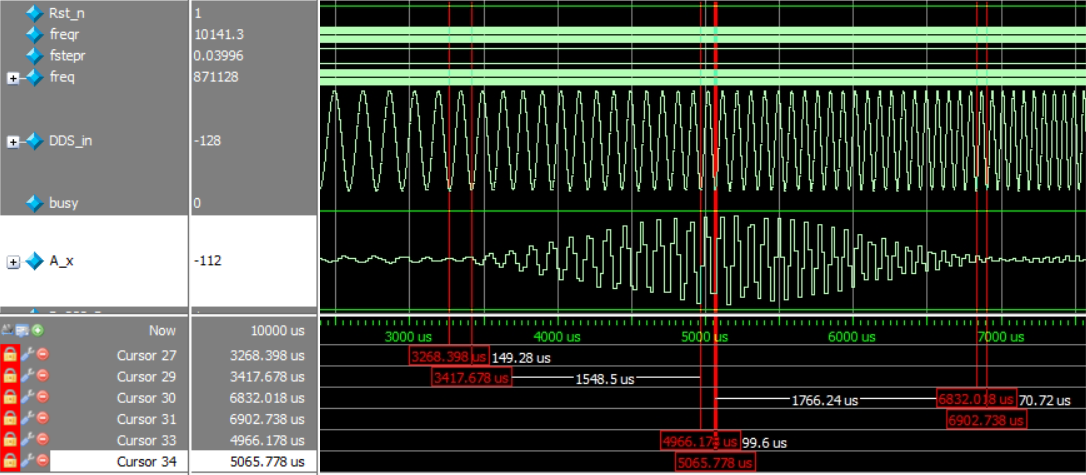 Rst_n 1
freqr 10141.3
fstepr 0.03996
freq 871128
DDS_in -128
busy 0
A_x -112
Now 10000 us 3000 us 4000 us 5000 us 6000 us 7000 us
Cursor 27 3268.398 us 3268.398 us 149.28 us
Cursor 29 3417.678 us 3417.678 us 1548.5 us
Cursor 30 6832.018 us 1766.24 us 6832.018 us 70.72 us
Cursor 31 6902.738 us 6902.738 us
Cursor 33 4966.178 us 4966.178 us 99.6 us
Cursor 34 5065.778 us 5065.778 us